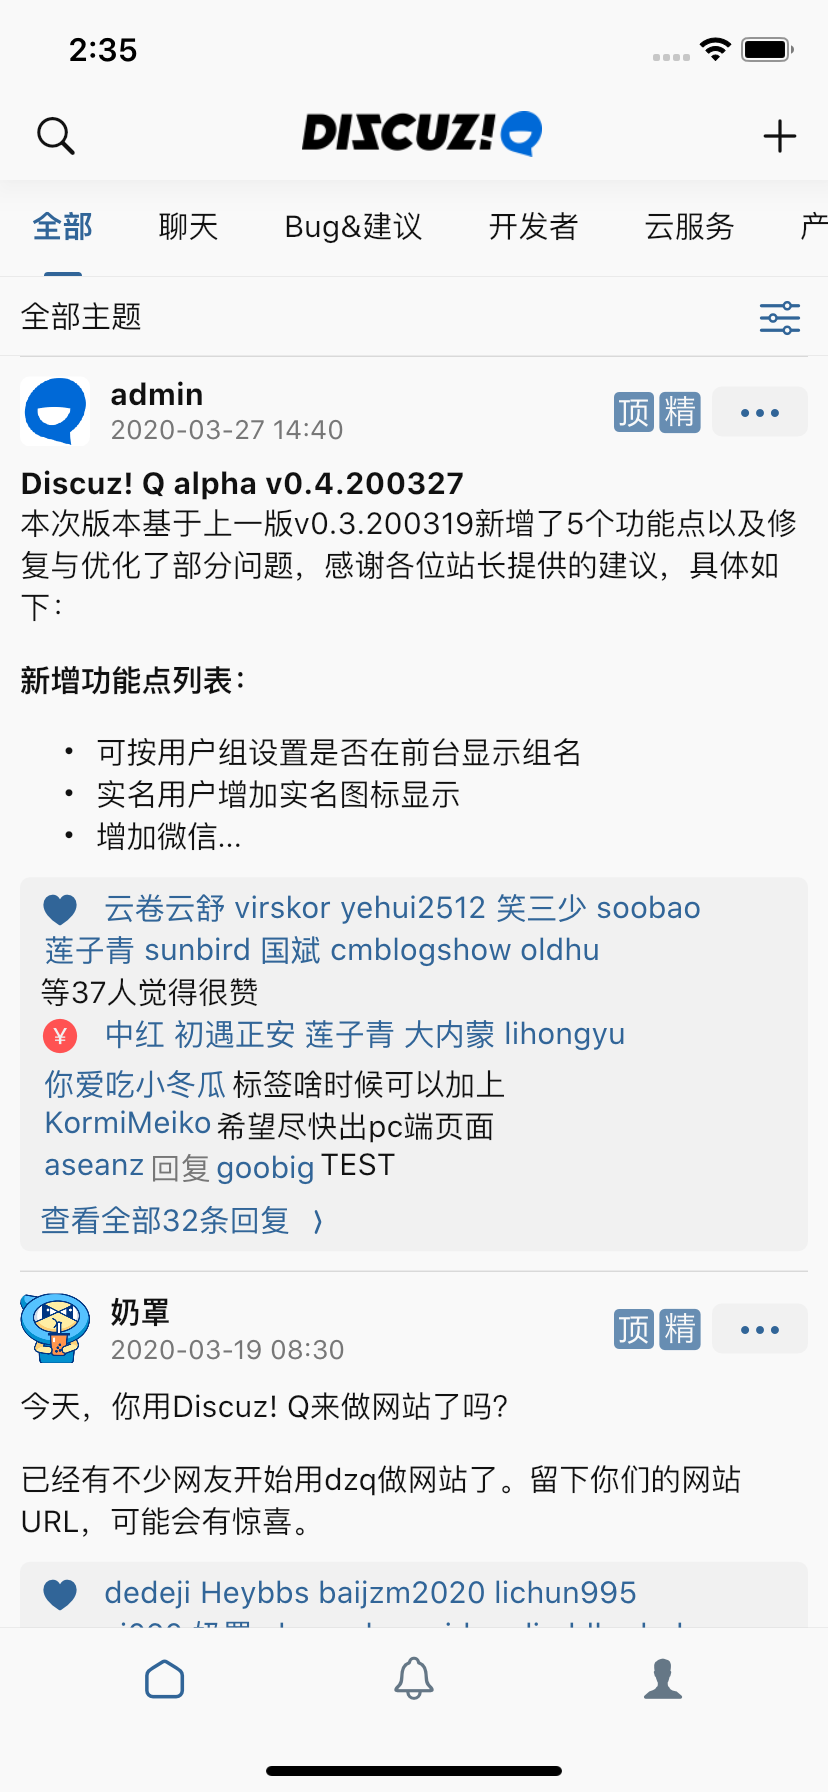 2:35
DISCUZ!Q
全部 聊天 Bug&建议 开发者 云服务 产
全部主题
admin
2020-03-27 14:40
顶 精
Discuz! Q alpha v0.4.200327
本次版本基于上一版v0.3.200319新增了5个功能点以及修
复与优化了部分问题，感谢各位站长提供的建议，具体如
下：
新增功能点列表：
• 可按用户组设置是否在前台显示组名
• 实名用户增加实名图标显示
• 增加微信...
云卷云舒 virskor yehui2512 笑三少 soobao
莲子青 sunbird 国斌 cmblogshow oldhu
等37人觉得很赞
¥ 中红 初遇正安 莲子青 大内蒙 lihongyu
你爱吃小冬瓜 标签啥时候可以加上
KormiMeiko 希望尽快出pc端页面
aseanz 回复 goobig TEST
查看全部32条回复 〉
奶罩
2020-03-19 08:30
顶 精
今天，你用Discuz! Q来做网站了吗?
已经有不少网友开始用dzq做网站了。留下你们的网站
URL，可能会有惊喜。
dedeji Heybbs baijzm2020 lichun995